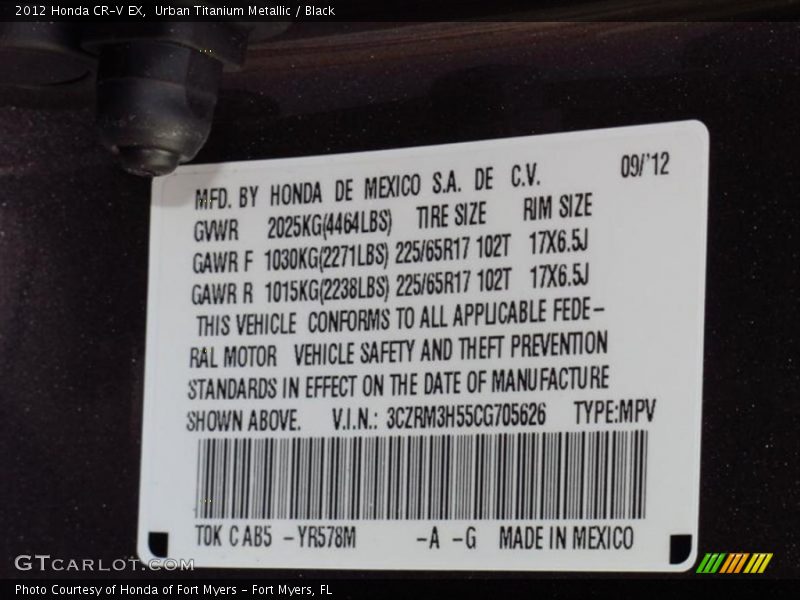 2012 Honda CR-V EX, Urban Titanium Metallic / Black
09/'12
MFD. BY HONDA DE MEXICO S.A. DE C.V.
GVWR 2025KG(4464LBS) TIRE SIZE RIM SIZE
GAWR F 1030KG(2271LBS) 225/65R17 102T 17X6.5J
GAWR R 1015KG(2238LBS) 225/65R17 102T 17X6.5J
THIS VEHICLE CONFORMS TO ALL APPLICABLE FEDE-
RAL MOTOR VEHICLE SAFETY AND THEFT PREVENTION
STANDARDS IN EFFECT ON THE DATE OF MANUFACTURE
SHOWN ABOVE. V.I.N.: 3CZRM3H55CG705626 TYPE:MPV
TOK C AB5 -YR578M -A -G MADE IN MEXICO
GTCarLot.com
Photo Courtesy of Honda of Fort Myers - Fort Myers, FL